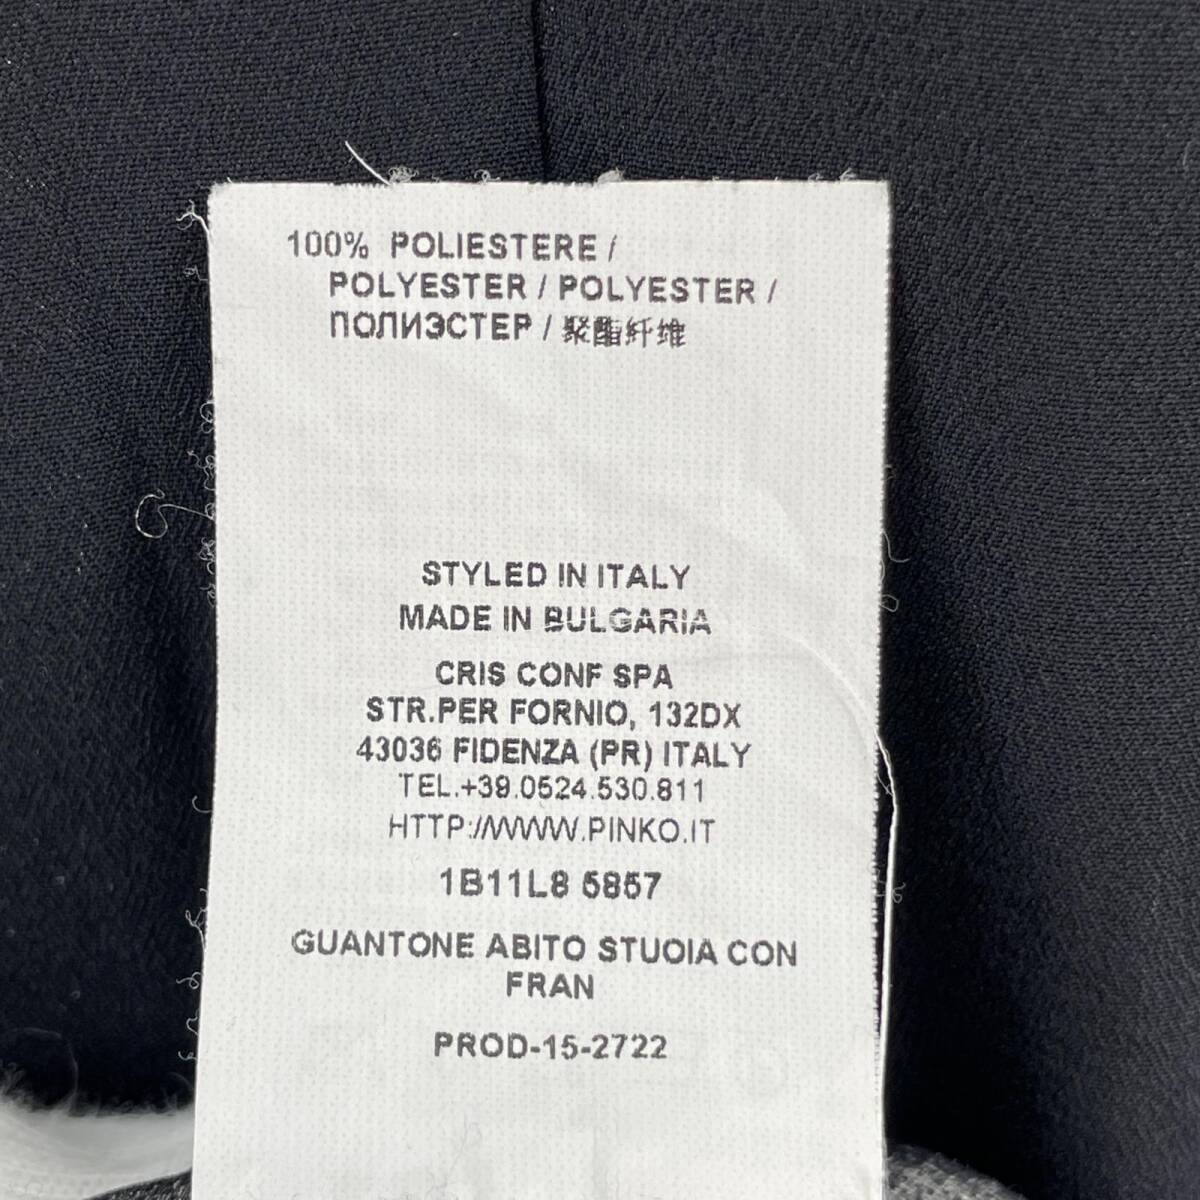 100% POLIESTERE /
POLYESTER / POLYESTER /
ПОЛИЭСТЕР / 聚酯纤维
STYLED IN ITALY
MADE IN BULGARIA
CRIS CONF SPA
STR.PER FORNIO, 132DX
43036 FIDENZA (PR) ITALY
TEL.+39.0524.530.811
HTTP://WWW.PINKO.IT
1B11L8 5857
GUANTONE ABITO STUOIA CON
FRAN
PROD-15-2722